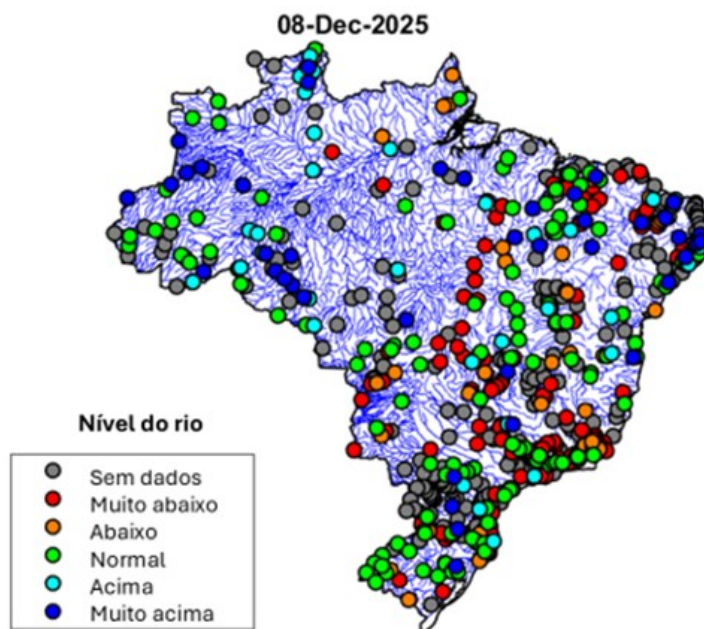 08-Dec-2025
Nível do rio
Sem dados
Muito abaixo
Abaixo
Normal
Acima
Muito acima